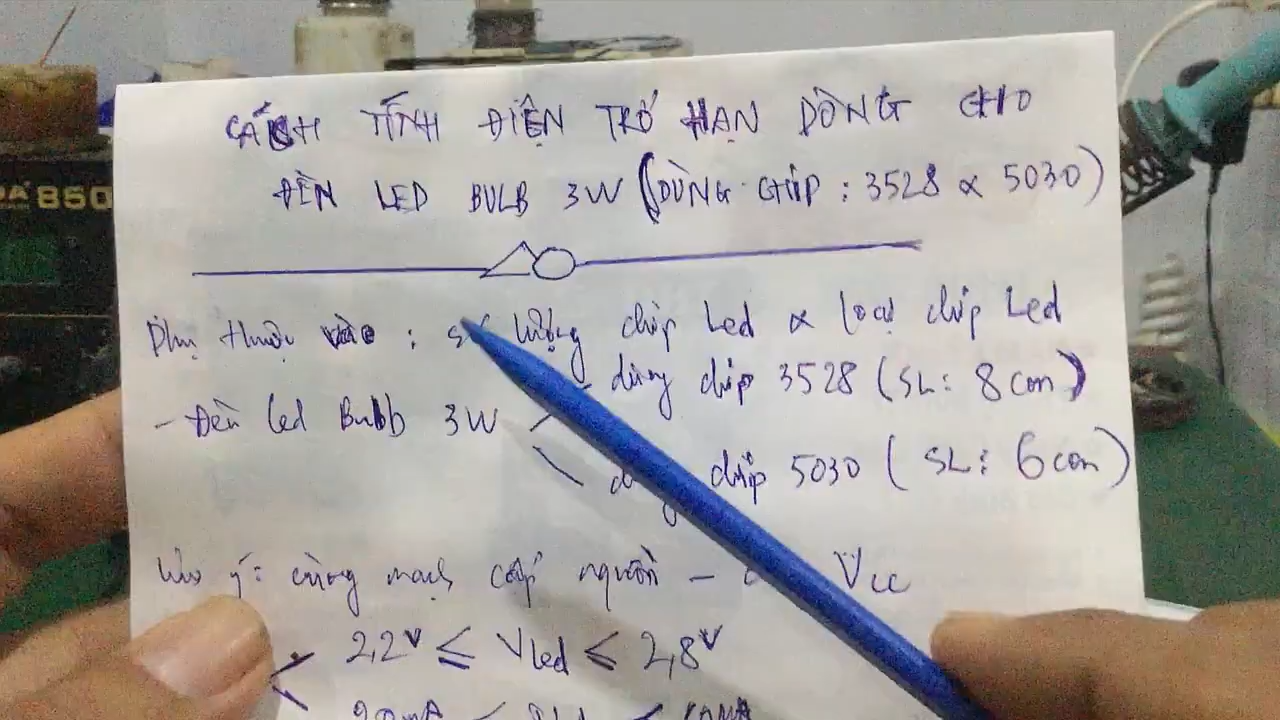 850
CÁCH TÍNH ĐIỆN TRỞ HẠN DÒNG CHO
ĐÈN LED BULB 3W (DÙNG CHIP : 3528 & 5030)
Phụ thuộc vào : số lượng chip Led & loại chip Led
- Đèn led Bulb 3W
dùng chip 3528 (SL: 8 con)
chip 5030 ( SL: 6 con)
Lưu ý: cùng mạch cấp nguồn - Vcc
2,2V ≤ Vled ≤ 2,8V
20mA